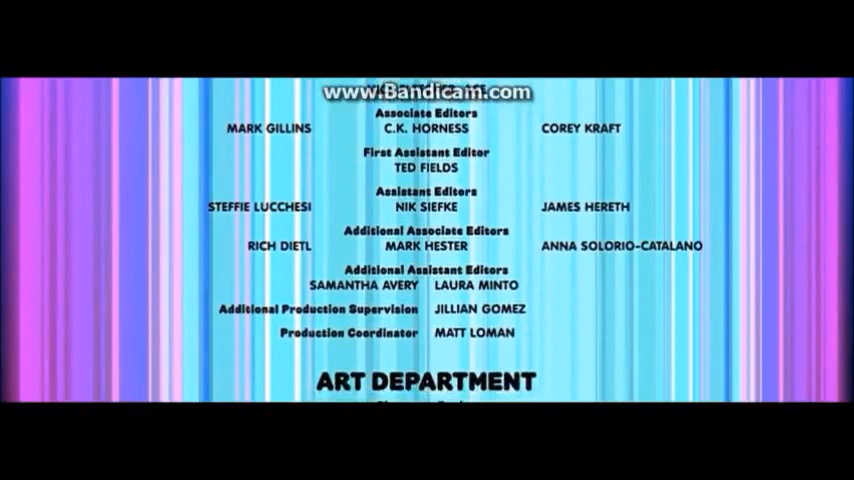 www.Bandicam.com
Associate Editors
MARK GILLINS C.K. HORNESS COREY KRAFT
First Assistant Editor
TED FIELDS
Assistant Editors
STEFFIE LUCCHESI NIK SIEFKE JAMES HERETH
Additional Associate Editors
RICH DIETL MARK HESTER ANNA SOLORIO-CATALANO
Additional Assistant Editors
SAMANTHA AVERY LAURA MINTO
Additional Production Supervision JILLIAN GOMEZ
Production Coordinator MATT LOMAN
ART DEPARTMENT